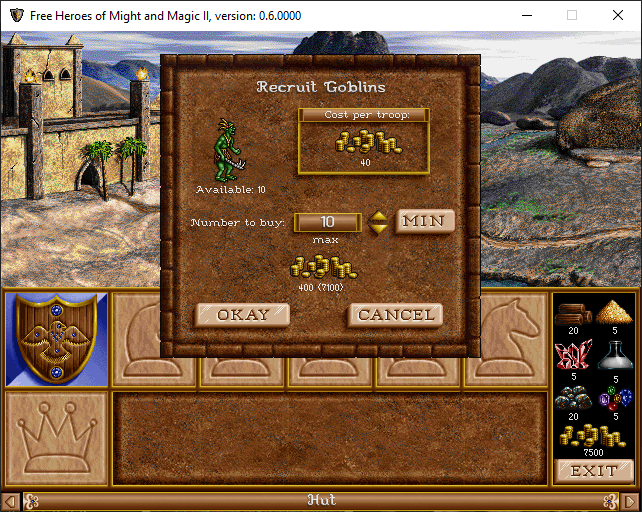 Free Heroes of Might and Magic II, version: 0.6.0000
Recruit Goblins
Cost per troop:
40
Available: 10
Number to buy:
10
MIN
max
400 (7100)
OKAY
CANCEL
20
5
5
5
20
5
7500
EXIT
Hut